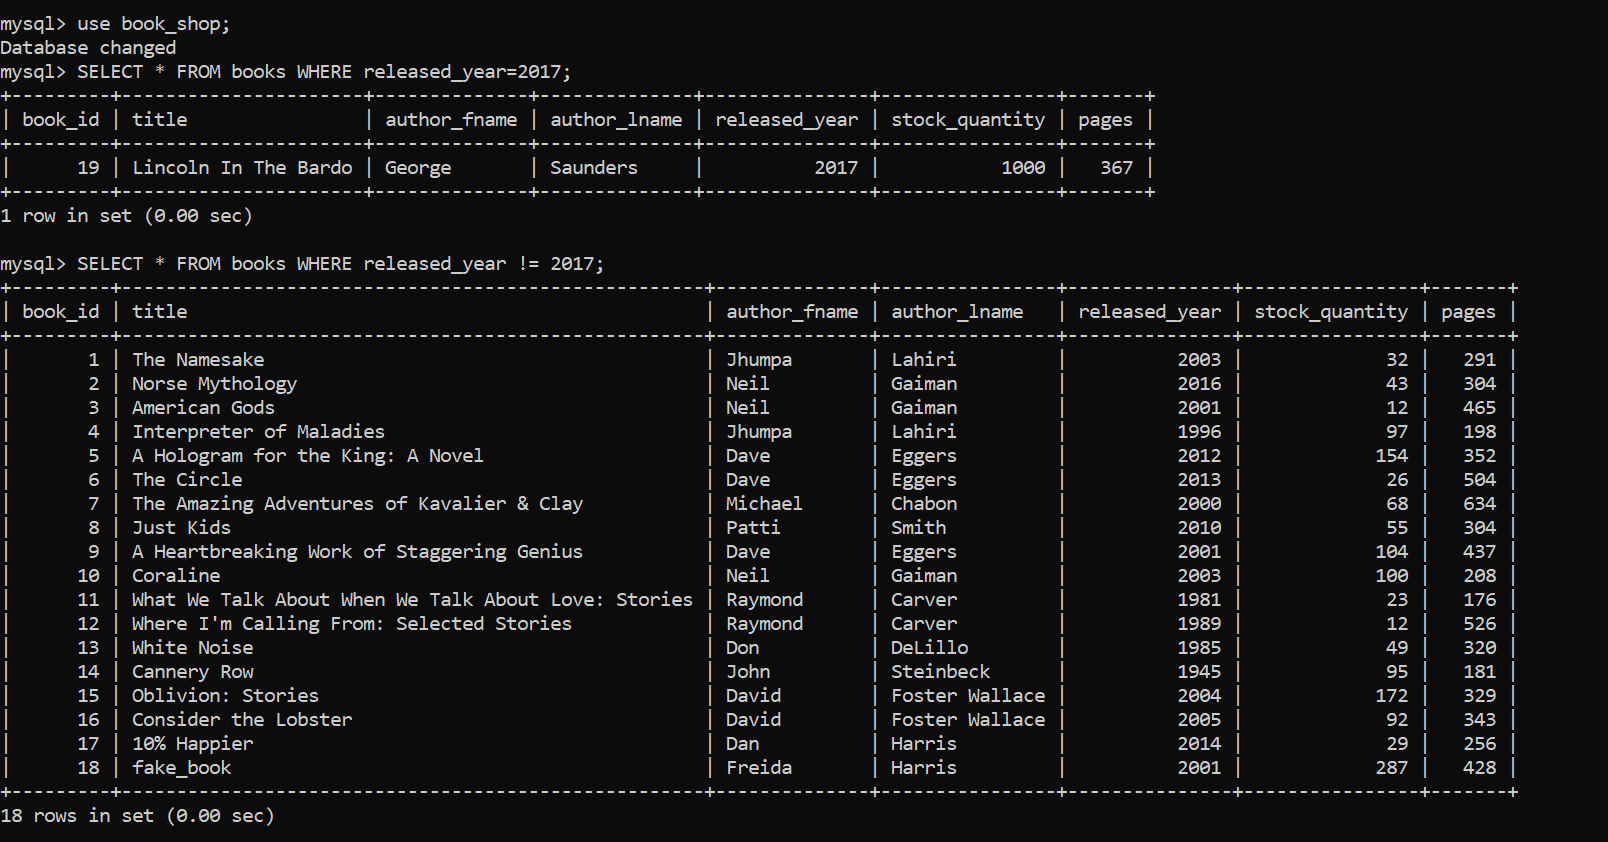 mysql> use book_shop;
Database changed
mysql> SELECT * FROM books WHERE released_year=2017;
+---------+----------------------+--------------+--------------+---------------+----------------+-------+
| book_id | title                | author_fname | author_lname | released_year | stock_quantity | pages |
+---------+----------------------+--------------+--------------+---------------+----------------+-------+
|      19 | Lincoln In The Bardo | George       | Saunders     |          2017 |           1000 |   367 |
+---------+----------------------+--------------+--------------+---------------+----------------+-------+
1 row in set (0.00 sec)

mysql> SELECT * FROM books WHERE released_year != 2017;
+---------+-----------------------------------------------------+--------------+----------------+---------------+----------------+-------+
| book_id | title                                               | author_fname | author_lname   | released_year | stock_quantity | pages |
+---------+-----------------------------------------------------+--------------+----------------+---------------+----------------+-------+
|       1 | The Namesake                                        | Jhumpa       | Lahiri         |          2003 |             32 |   291 |
|       2 | Norse Mythology                                     | Neil         | Gaiman         |          2016 |             43 |   304 |
|       3 | American Gods                                       | Neil         | Gaiman         |          2001 |             12 |   465 |
|       4 | Interpreter of Maladies                             | Jhumpa       | Lahiri         |          1996 |             97 |   198 |
|       5 | A Hologram for the King: A Novel                    | Dave         | Eggers         |          2012 |            154 |   352 |
|       6 | The Circle                                          | Dave         | Eggers         |          2013 |             26 |   504 |
|       7 | The Amazing Adventures of Kavalier & Clay           | Michael      | Chabon         |          2000 |             68 |   634 |
|       8 | Just Kids                                           | Patti        | Smith          |          2010 |             55 |   304 |
|       9 | A Heartbreaking Work of Staggering Genius           | Dave         | Eggers         |          2001 |            104 |   437 |
|      10 | Coraline                                            | Neil         | Gaiman         |          2003 |            100 |   208 |
|      11 | What We Talk About When We Talk About Love: Stories | Raymond      | Carver         |          1981 |             23 |   176 |
|      12 | Where I'm Calling From: Selected Stories            | Raymond      | Carver         |          1989 |             12 |   526 |
|      13 | White Noise                                         | Don          | DeLillo        |          1985 |             49 |   320 |
|      14 | Cannery Row                                         | John         | Steinbeck      |          1945 |             95 |   181 |
|      15 | Oblivion: Stories                                   | David        | Foster Wallace |          2004 |            172 |   329 |
|      16 | Consider the Lobster                                | David        | Foster Wallace |          2005 |             92 |   343 |
|      17 | 10% Happier                                         | Dan          | Harris         |          2014 |             29 |   256 |
|      18 | fake_book                                           | Freida       | Harris         |          2001 |            287 |   428 |
+---------+-----------------------------------------------------+--------------+----------------+---------------+----------------+-------+
18 rows in set (0.00 sec)